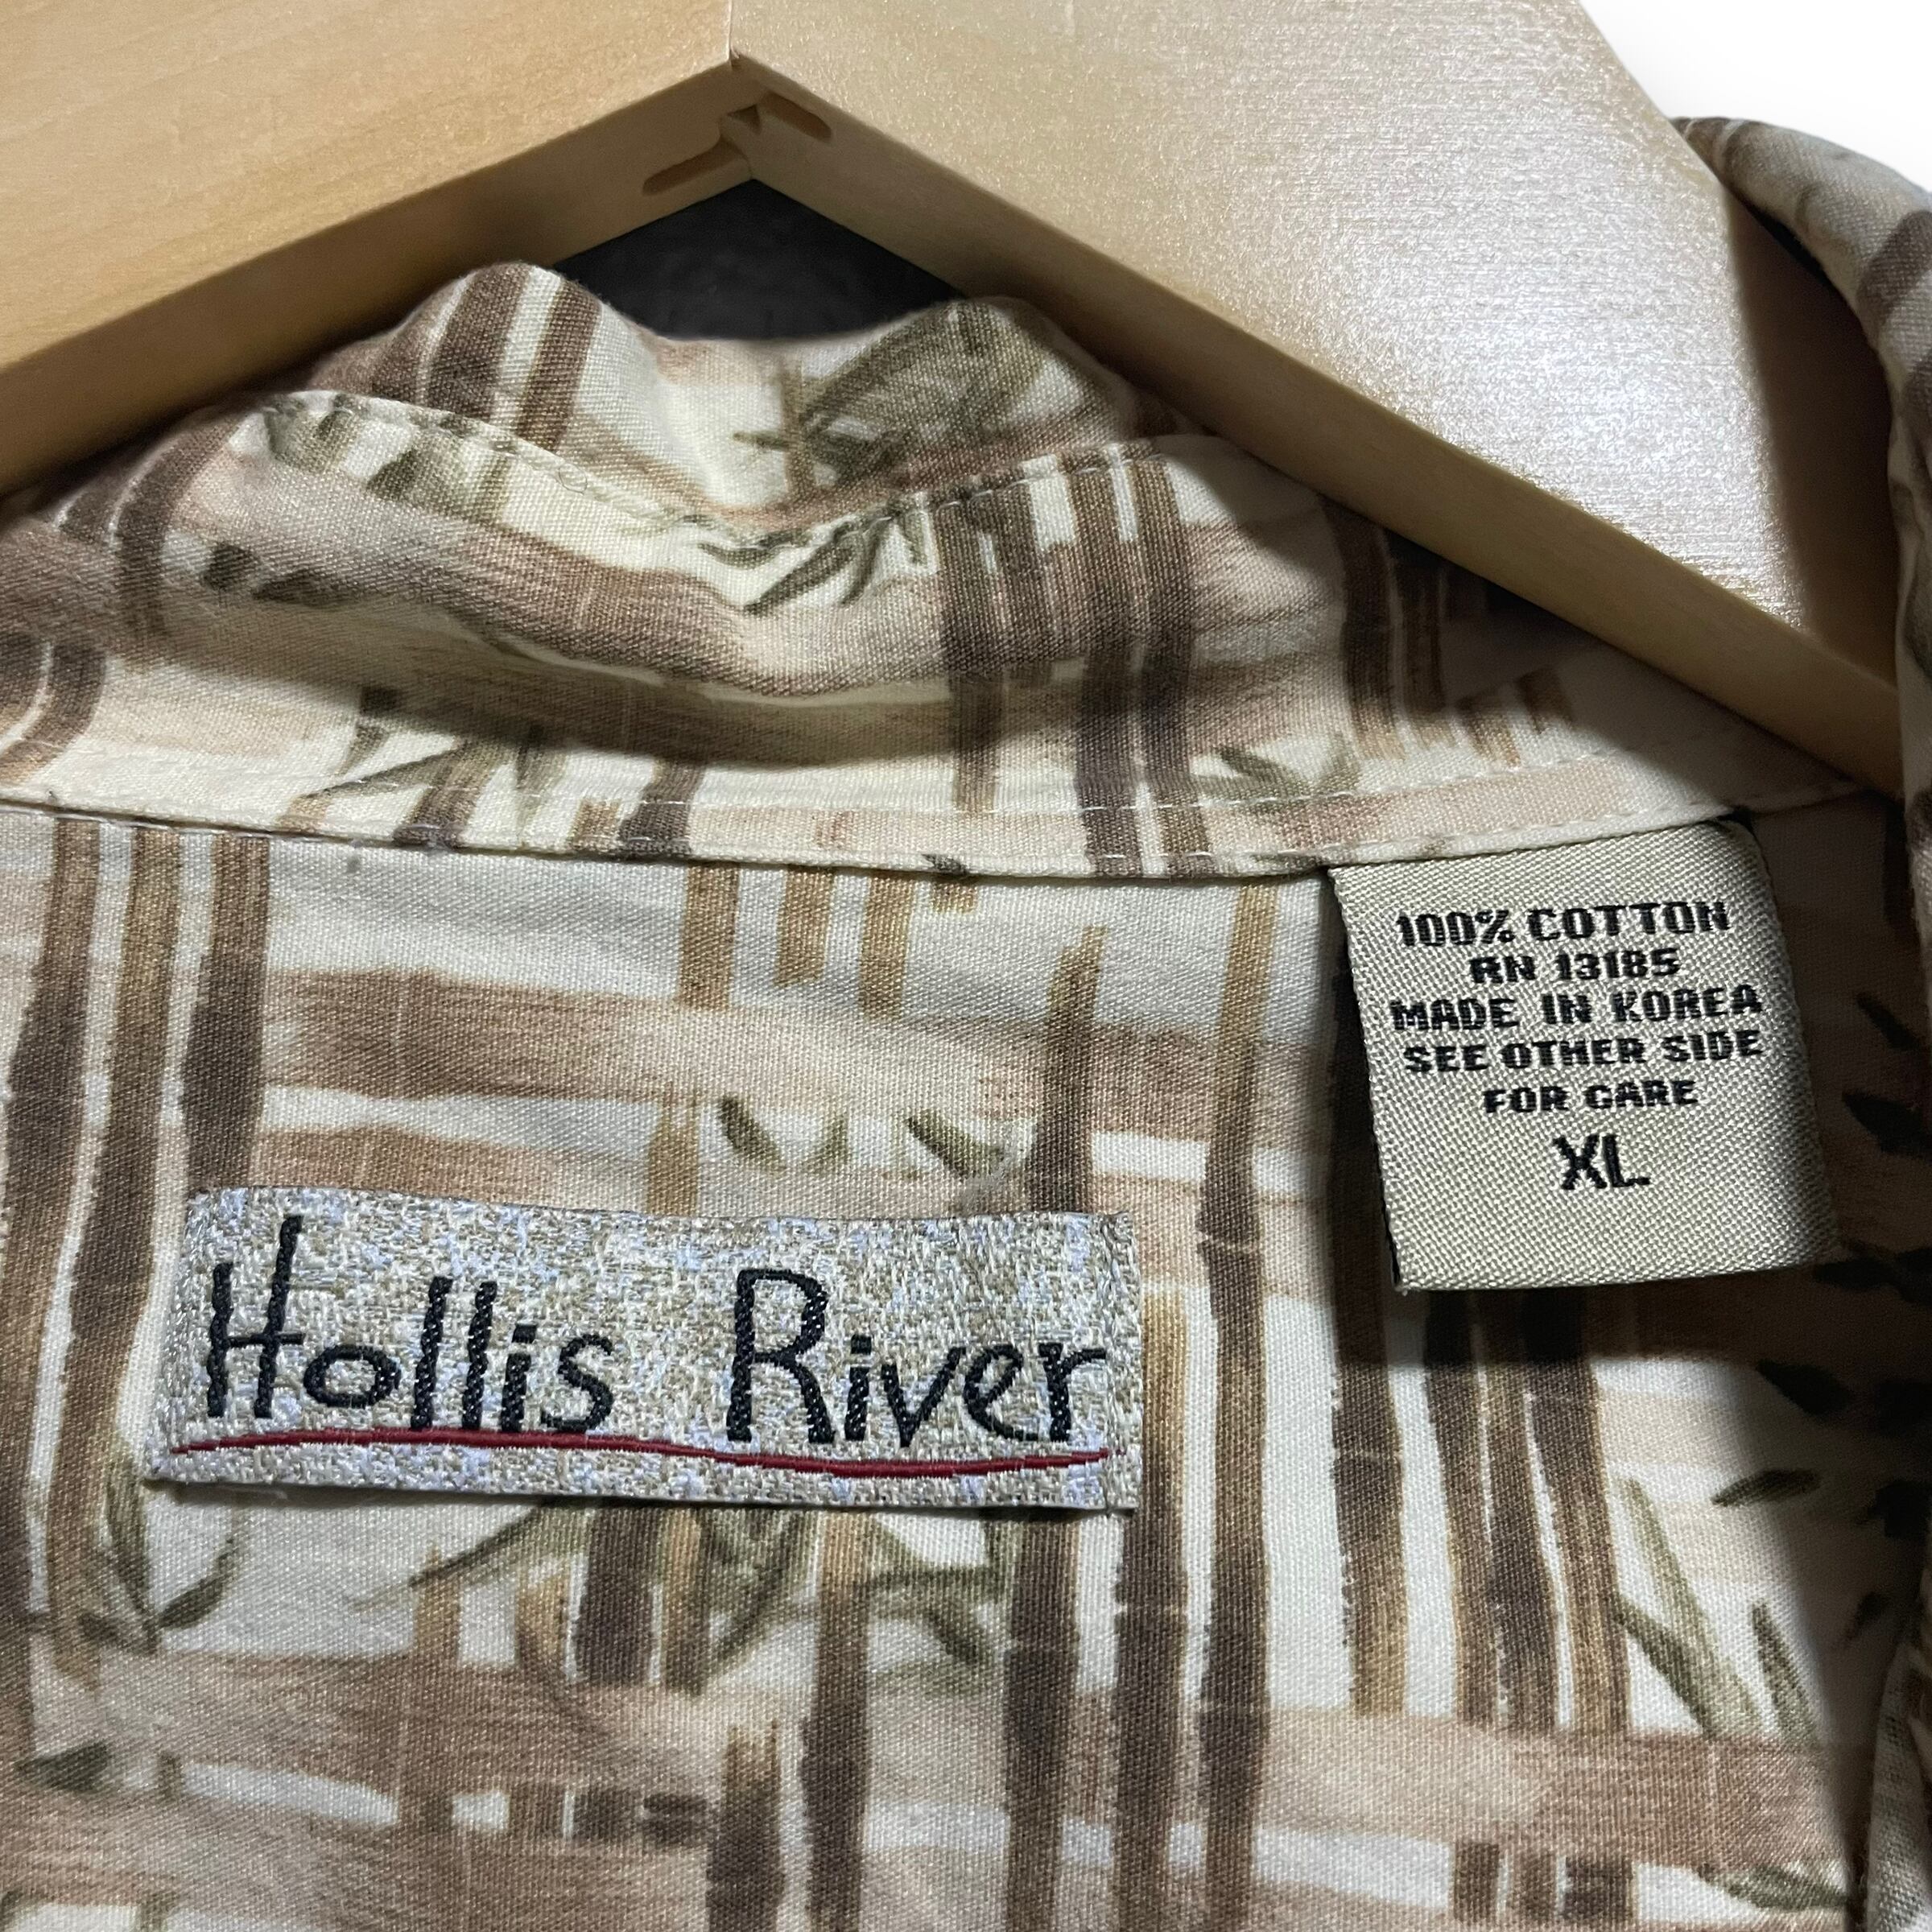 100% COTTON
RN 13185
MADE IN KOREA
SEE OTHER SIDE
FOR CARE
XL
Hollis River